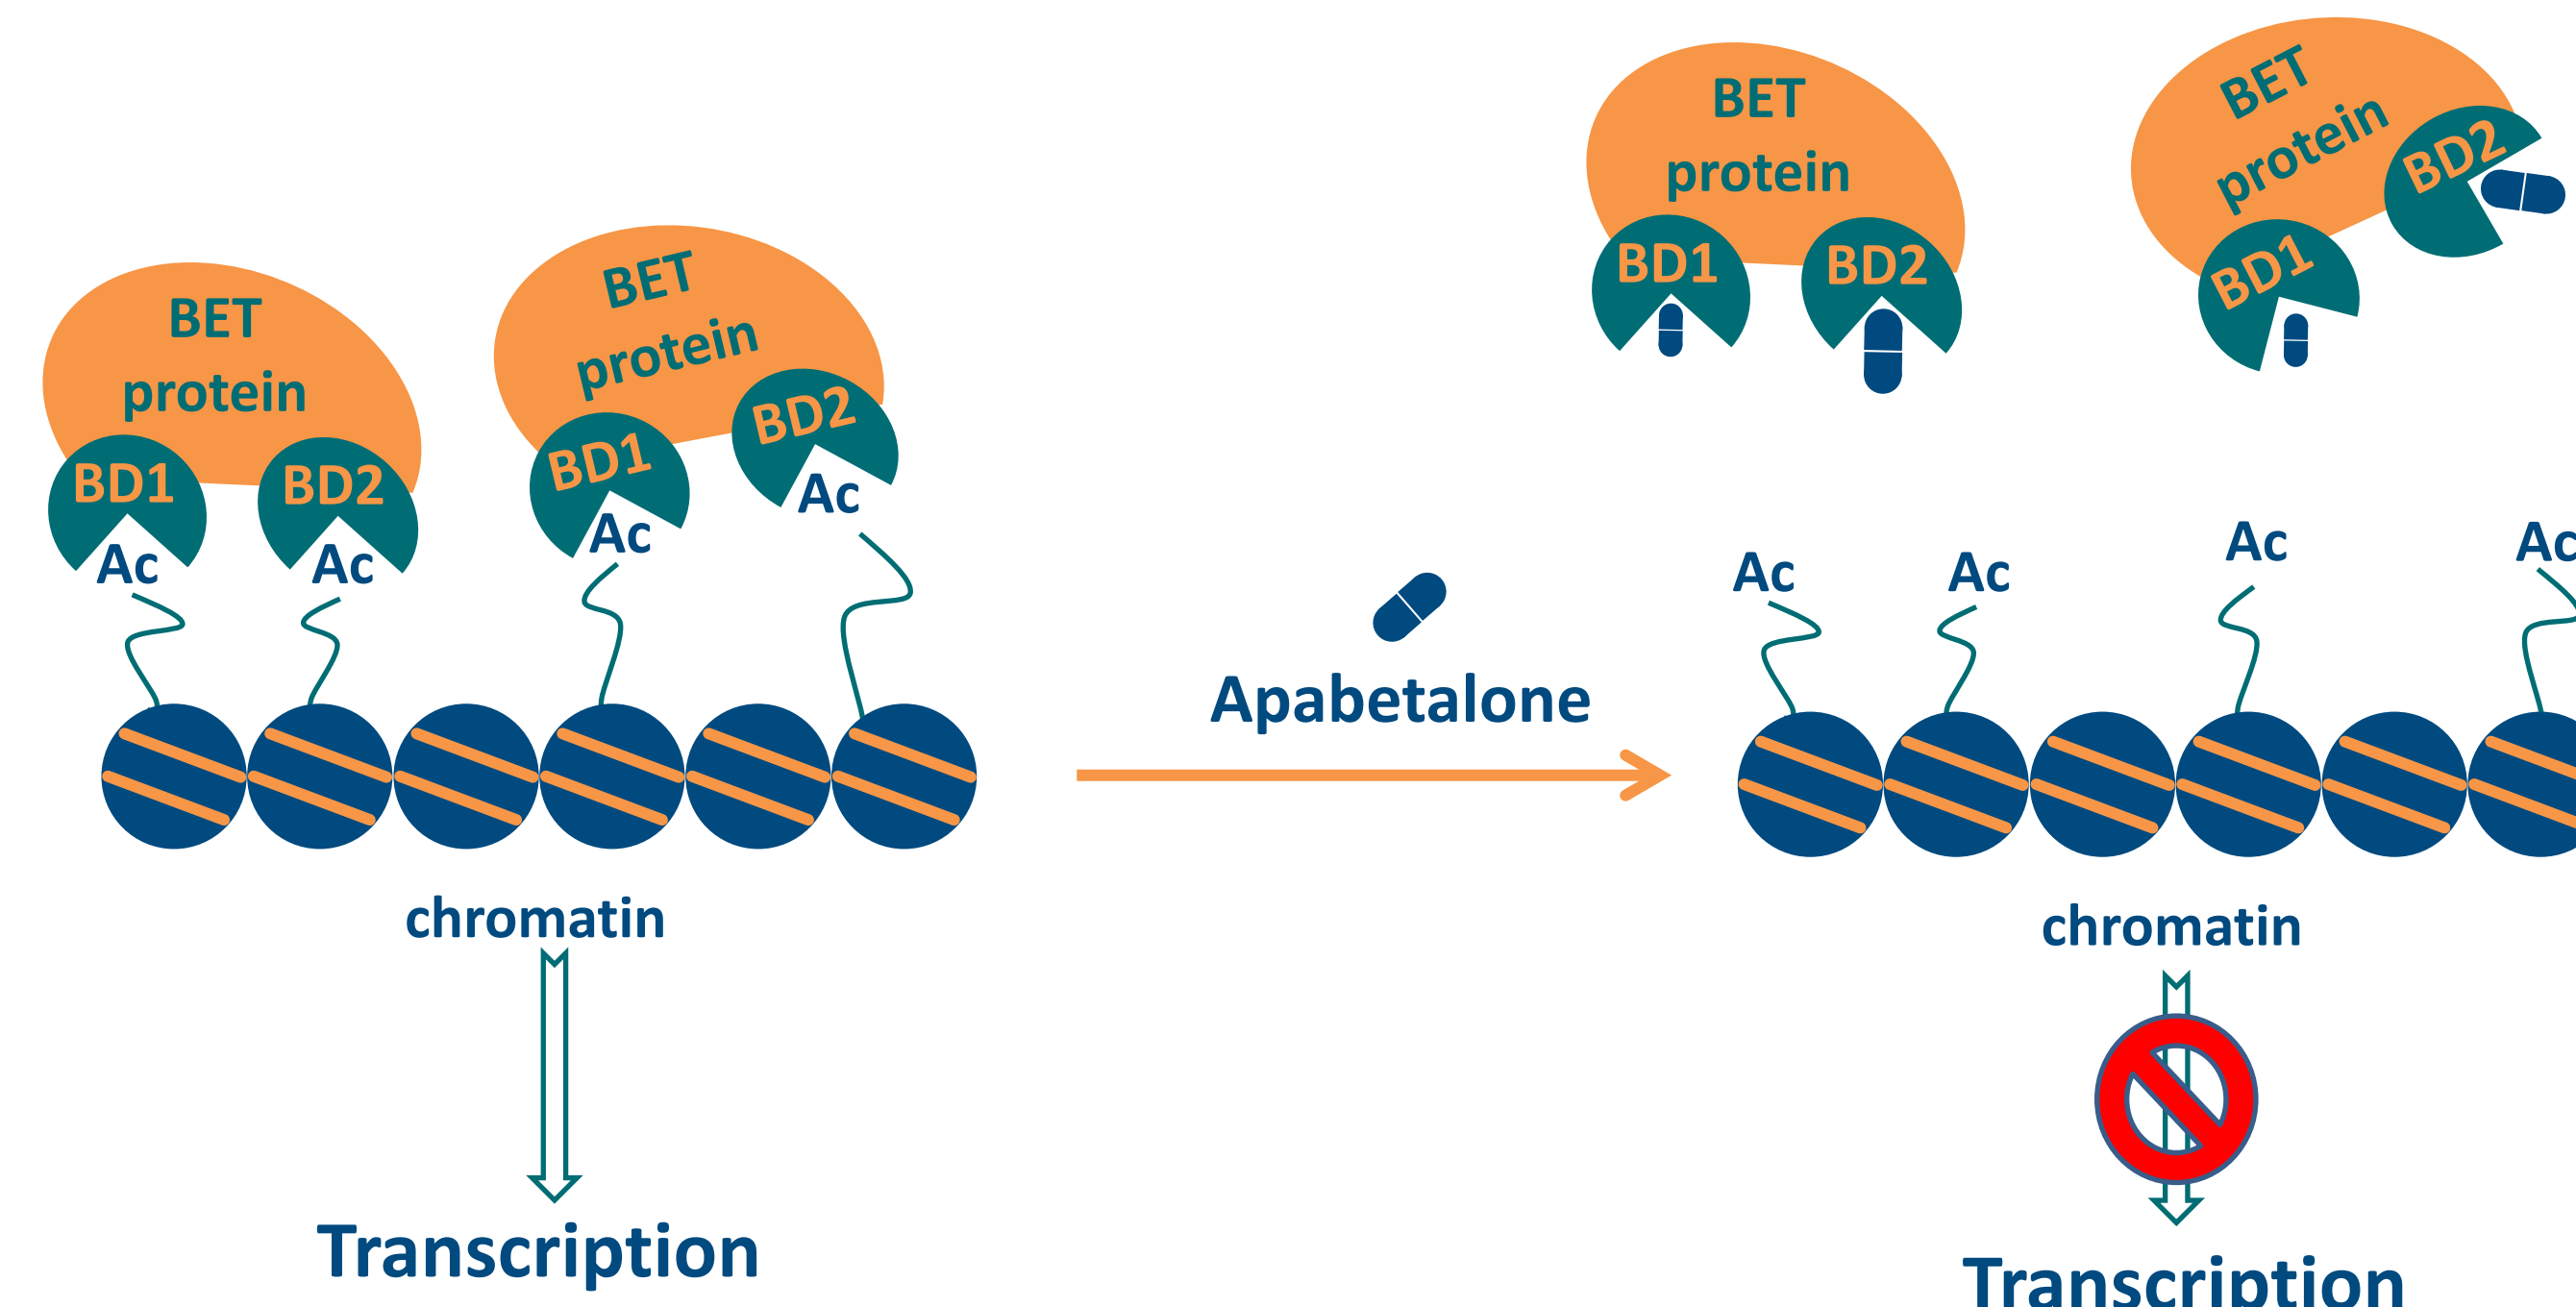 BET
protein
BD1
BD2
Ac
Ac
BET
protein
BD1
BD2
Ac
Ac
chromatin
Transcription
Apabetalone
BET
protein
BD1
BD2
BET
protein
BD1
BD2
Ac
Ac
Ac
Ac
chromatin
Transcription